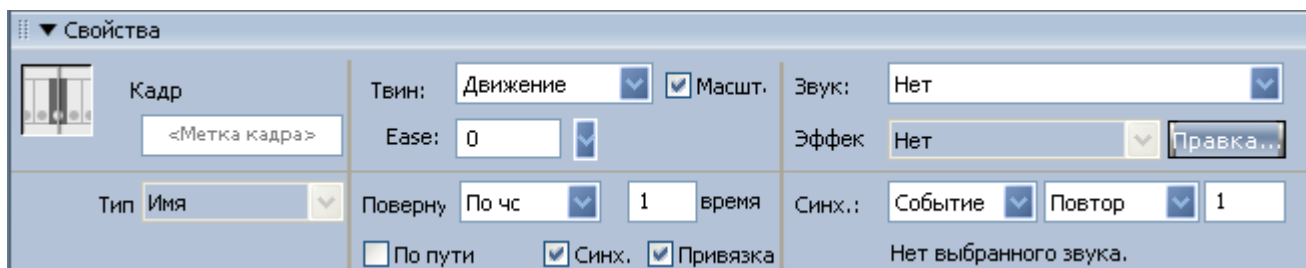 Свойства
Кадр Твин: Движение Масшт. Звук: Нет
<Метка кадра> Ease: 0 Эффек Нет Правка...
Тип Имя Поверну По чс 1 время Синх.: Событие Повтор 1
По пути Синх. Привязка Нет выбранного звука.